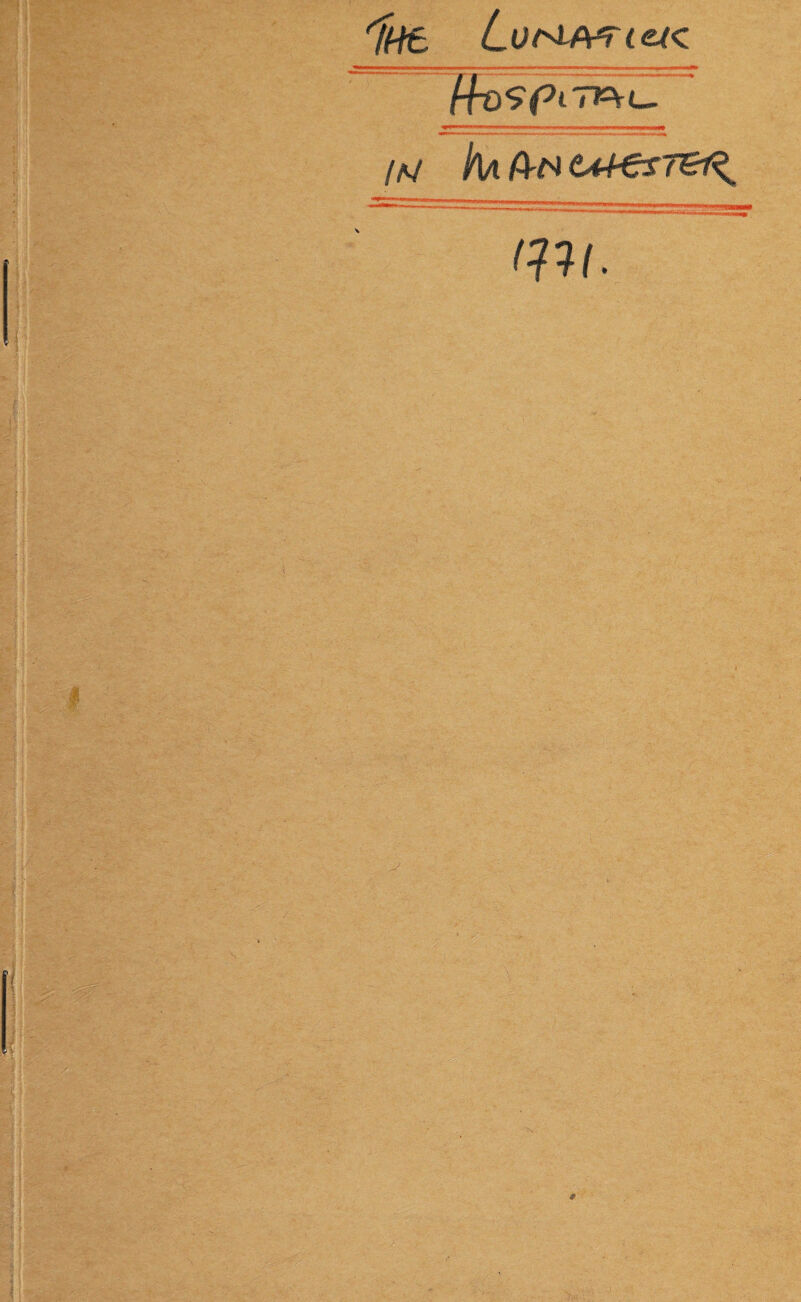 THE LUNATICK
HOSPITAL
IN MANCHESTER
1771.